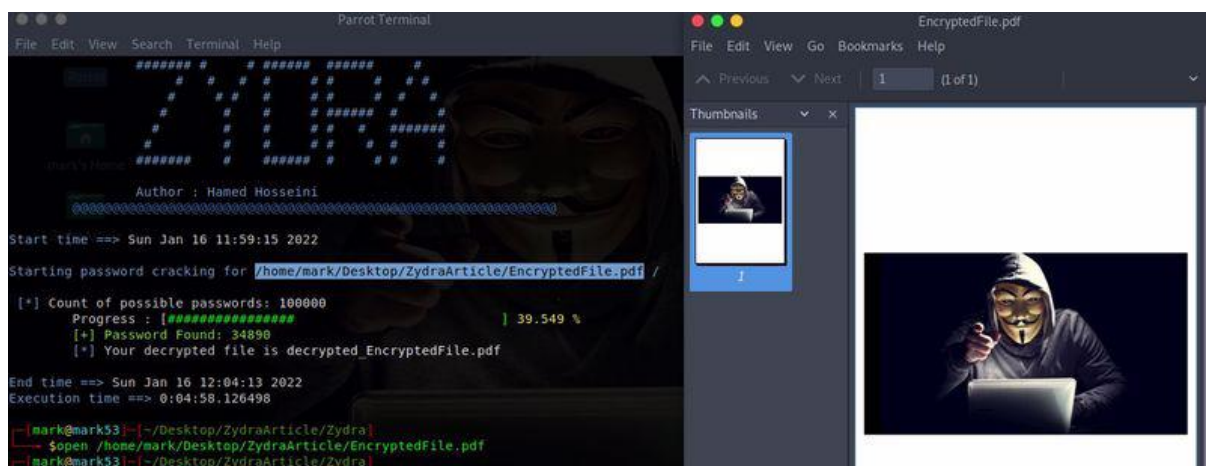 Parrot Terminal
File Edit View Search Terminal Help
ZYDRA
Author : Hamed Hosseini
Start time ==> Sun Jan 16 11:59:15 2022
Starting password cracking for /home/mark/Desktop/ZydraArticle/EncryptedFile.pdf /
[*] Count of possible passwords: 100000
Progress : [################ ] 39.549 %
[+] Password Found: 34890
[*] Your decrypted file is decrypted_EncryptedFile.pdf
End time ==> Sun Jan 16 12:04:13 2022
Execution time ==> 0:04:58.126498
[mark@mark53]-[~/Desktop/ZydraArticle/Zydra]
$open /home/mark/Desktop/ZydraArticle/EncryptedFile.pdf
[mark@mark53]-[~/Desktop/ZydraArticle/Zydra]
EncryptedFile.pdf
File Edit View Go Bookmarks Help
Previous Next 1 (1 of 1)
Thumbnails
1